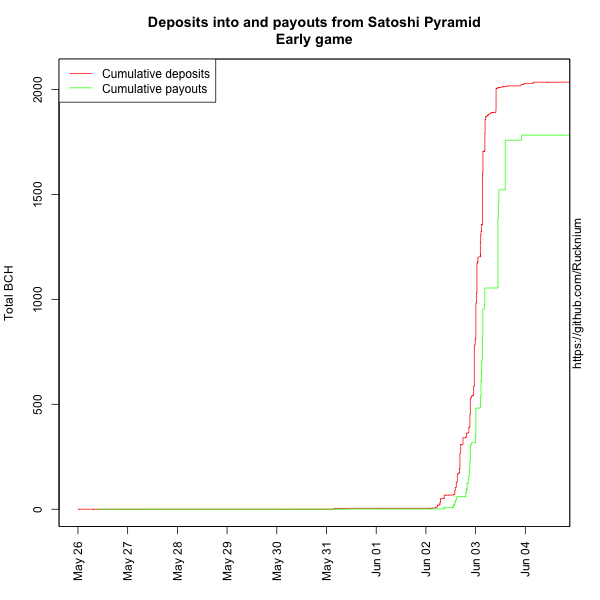 Deposits into and payouts from Satoshi Pyramid
Early game
Cumulative deposits
Cumulative payouts
Total BCH
2000
1500
1000
500
0
May 26
May 27
May 28
May 29
May 30
May 31
Jun 01
Jun 02
Jun 03
Jun 04
https://github.com/Rucknium